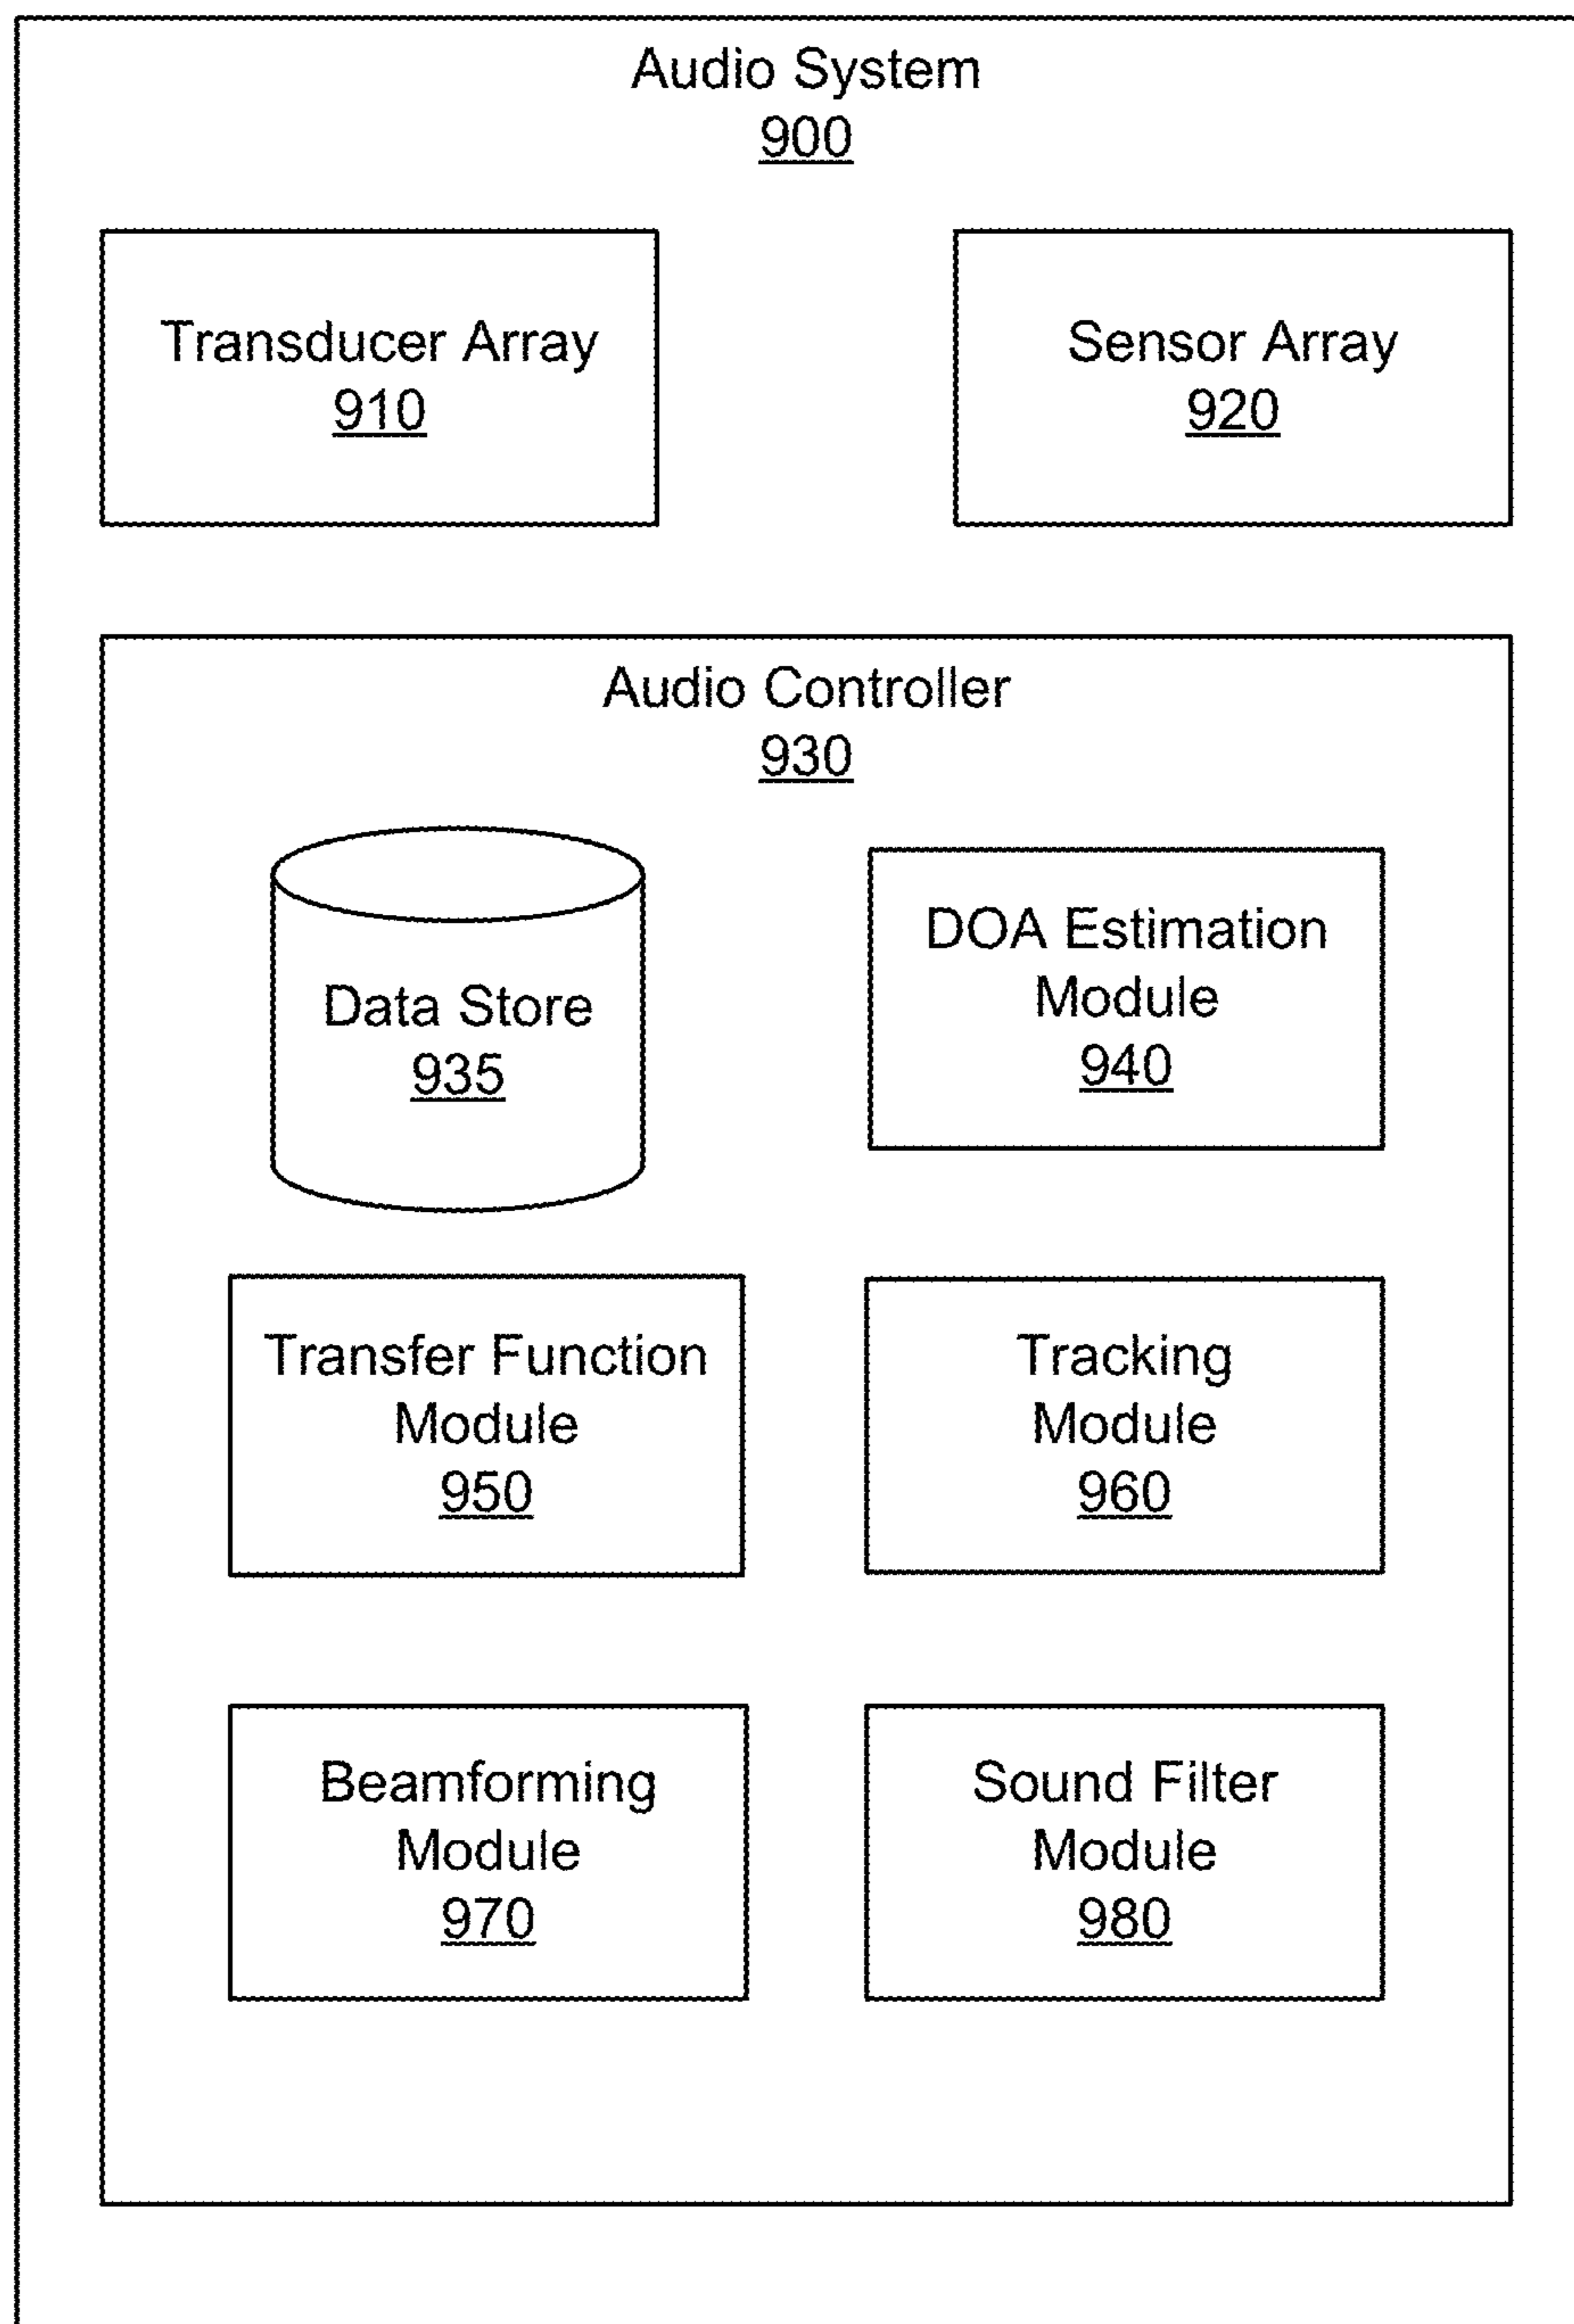 Audio System
900
Transducer Array
910
Sensor Array
920
Audio Controller
930
Data Store
935
DOA Estimation
Module
940
Transfer Function
Module
950
Tracking
Module
960
Beamforming
Module
970
Sound Filter
Module
980